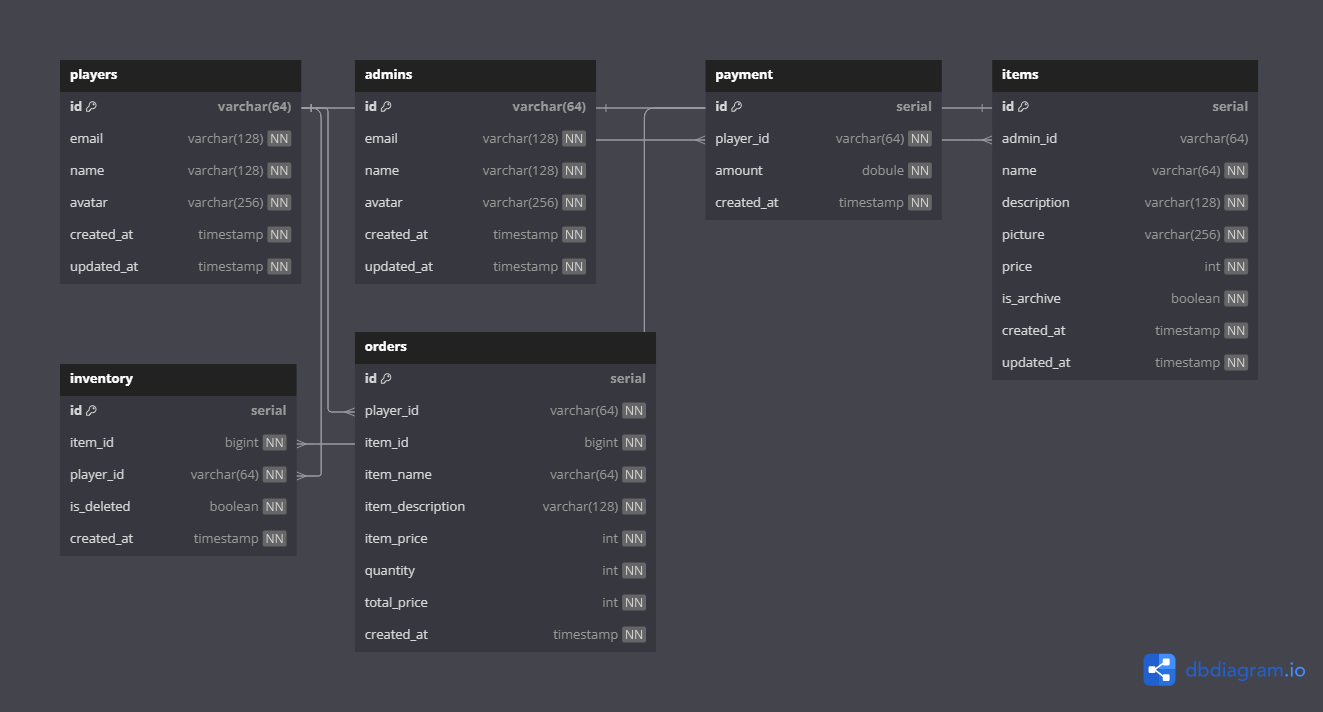 players
id varchar(64)
email varchar(128) NN
name varchar(128) NN
avatar varchar(256) NN
created_at timestamp NN
updated_at timestamp NN
admins
id varchar(64)
email varchar(128) NN
name varchar(128) NN
avatar varchar(256) NN
created_at timestamp NN
updated_at timestamp NN
payment
id serial
player_id varchar(64) NN
amount dobule NN
created_at timestamp NN
items
id serial
admin_id varchar(64)
name varchar(64) NN
description varchar(128) NN
picture varchar(256) NN
price int NN
is_archive boolean NN
created_at timestamp NN
updated_at timestamp NN
inventory
id serial
item_id bigint NN
player_id varchar(64) NN
is_deleted boolean NN
created_at timestamp NN
orders
id serial
player_id varchar(64) NN
item_id bigint NN
item_name varchar(64) NN
item_description varchar(128) NN
item_price int NN
quantity int NN
total_price int NN
created_at timestamp NN
dbdiagram.io